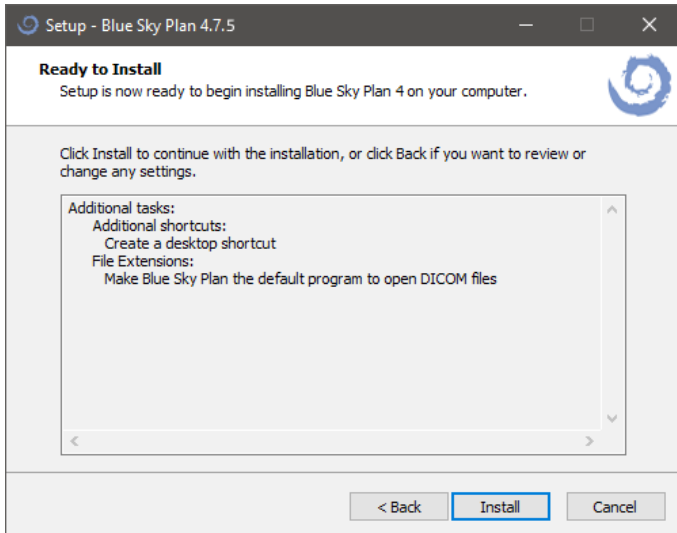 Setup - Blue Sky Plan 4.7.5
Ready to Install
Setup is now ready to begin installing Blue Sky Plan 4 on your computer.
Click Install to continue with the installation, or click Back if you want to review or
change any settings.
Additional tasks:
Additional shortcuts:
Create a desktop shortcut
File Extensions:
Make Blue Sky Plan the default program to open DICOM files
< Back
Install
Cancel